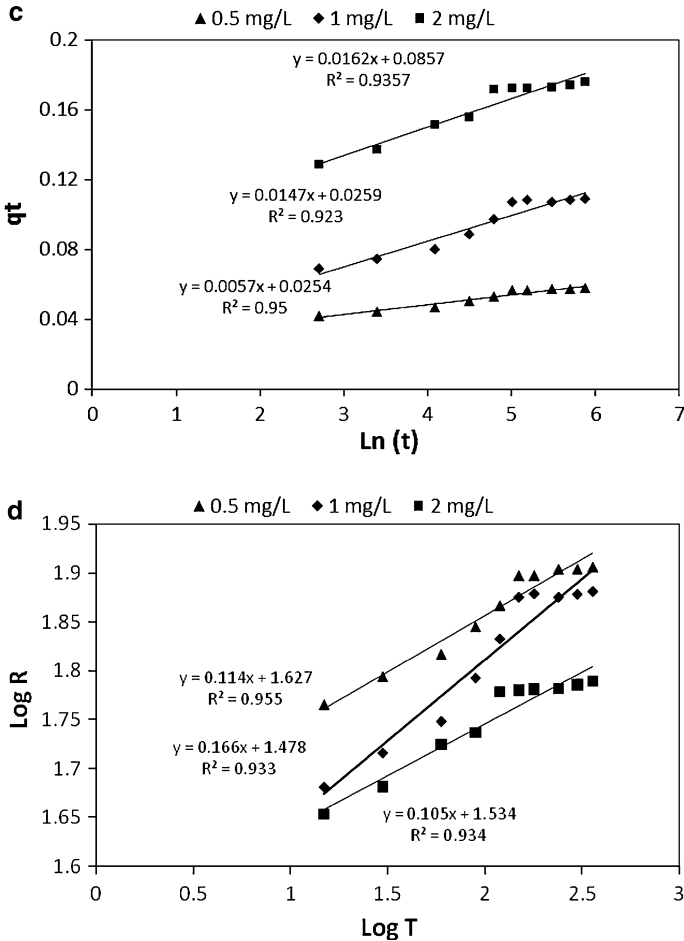 c
0.5 mg/L 1 mg/L 2 mg/L
0.2
y = 0.0162x + 0.0857
R² = 0.9357
0.16
0.12
y = 0.0147x + 0.0259
R² = 0.923
qt
0.08
y = 0.0057x + 0.0254
R² = 0.95
0.04
0
0 1 2 3 4 5 6 7
Ln (t)
d
0.5 mg/L 1 mg/L 2 mg/L
1.95
1.9
1.85
1.8
y = 0.114x + 1.627
R² = 0.955
Log R
1.75
y = 0.166x + 1.478
R² = 0.933
1.7
1.65
y = 0.105x + 1.534
R² = 0.934
1.6
0 0.5 1 1.5 2 2.5 3
Log T